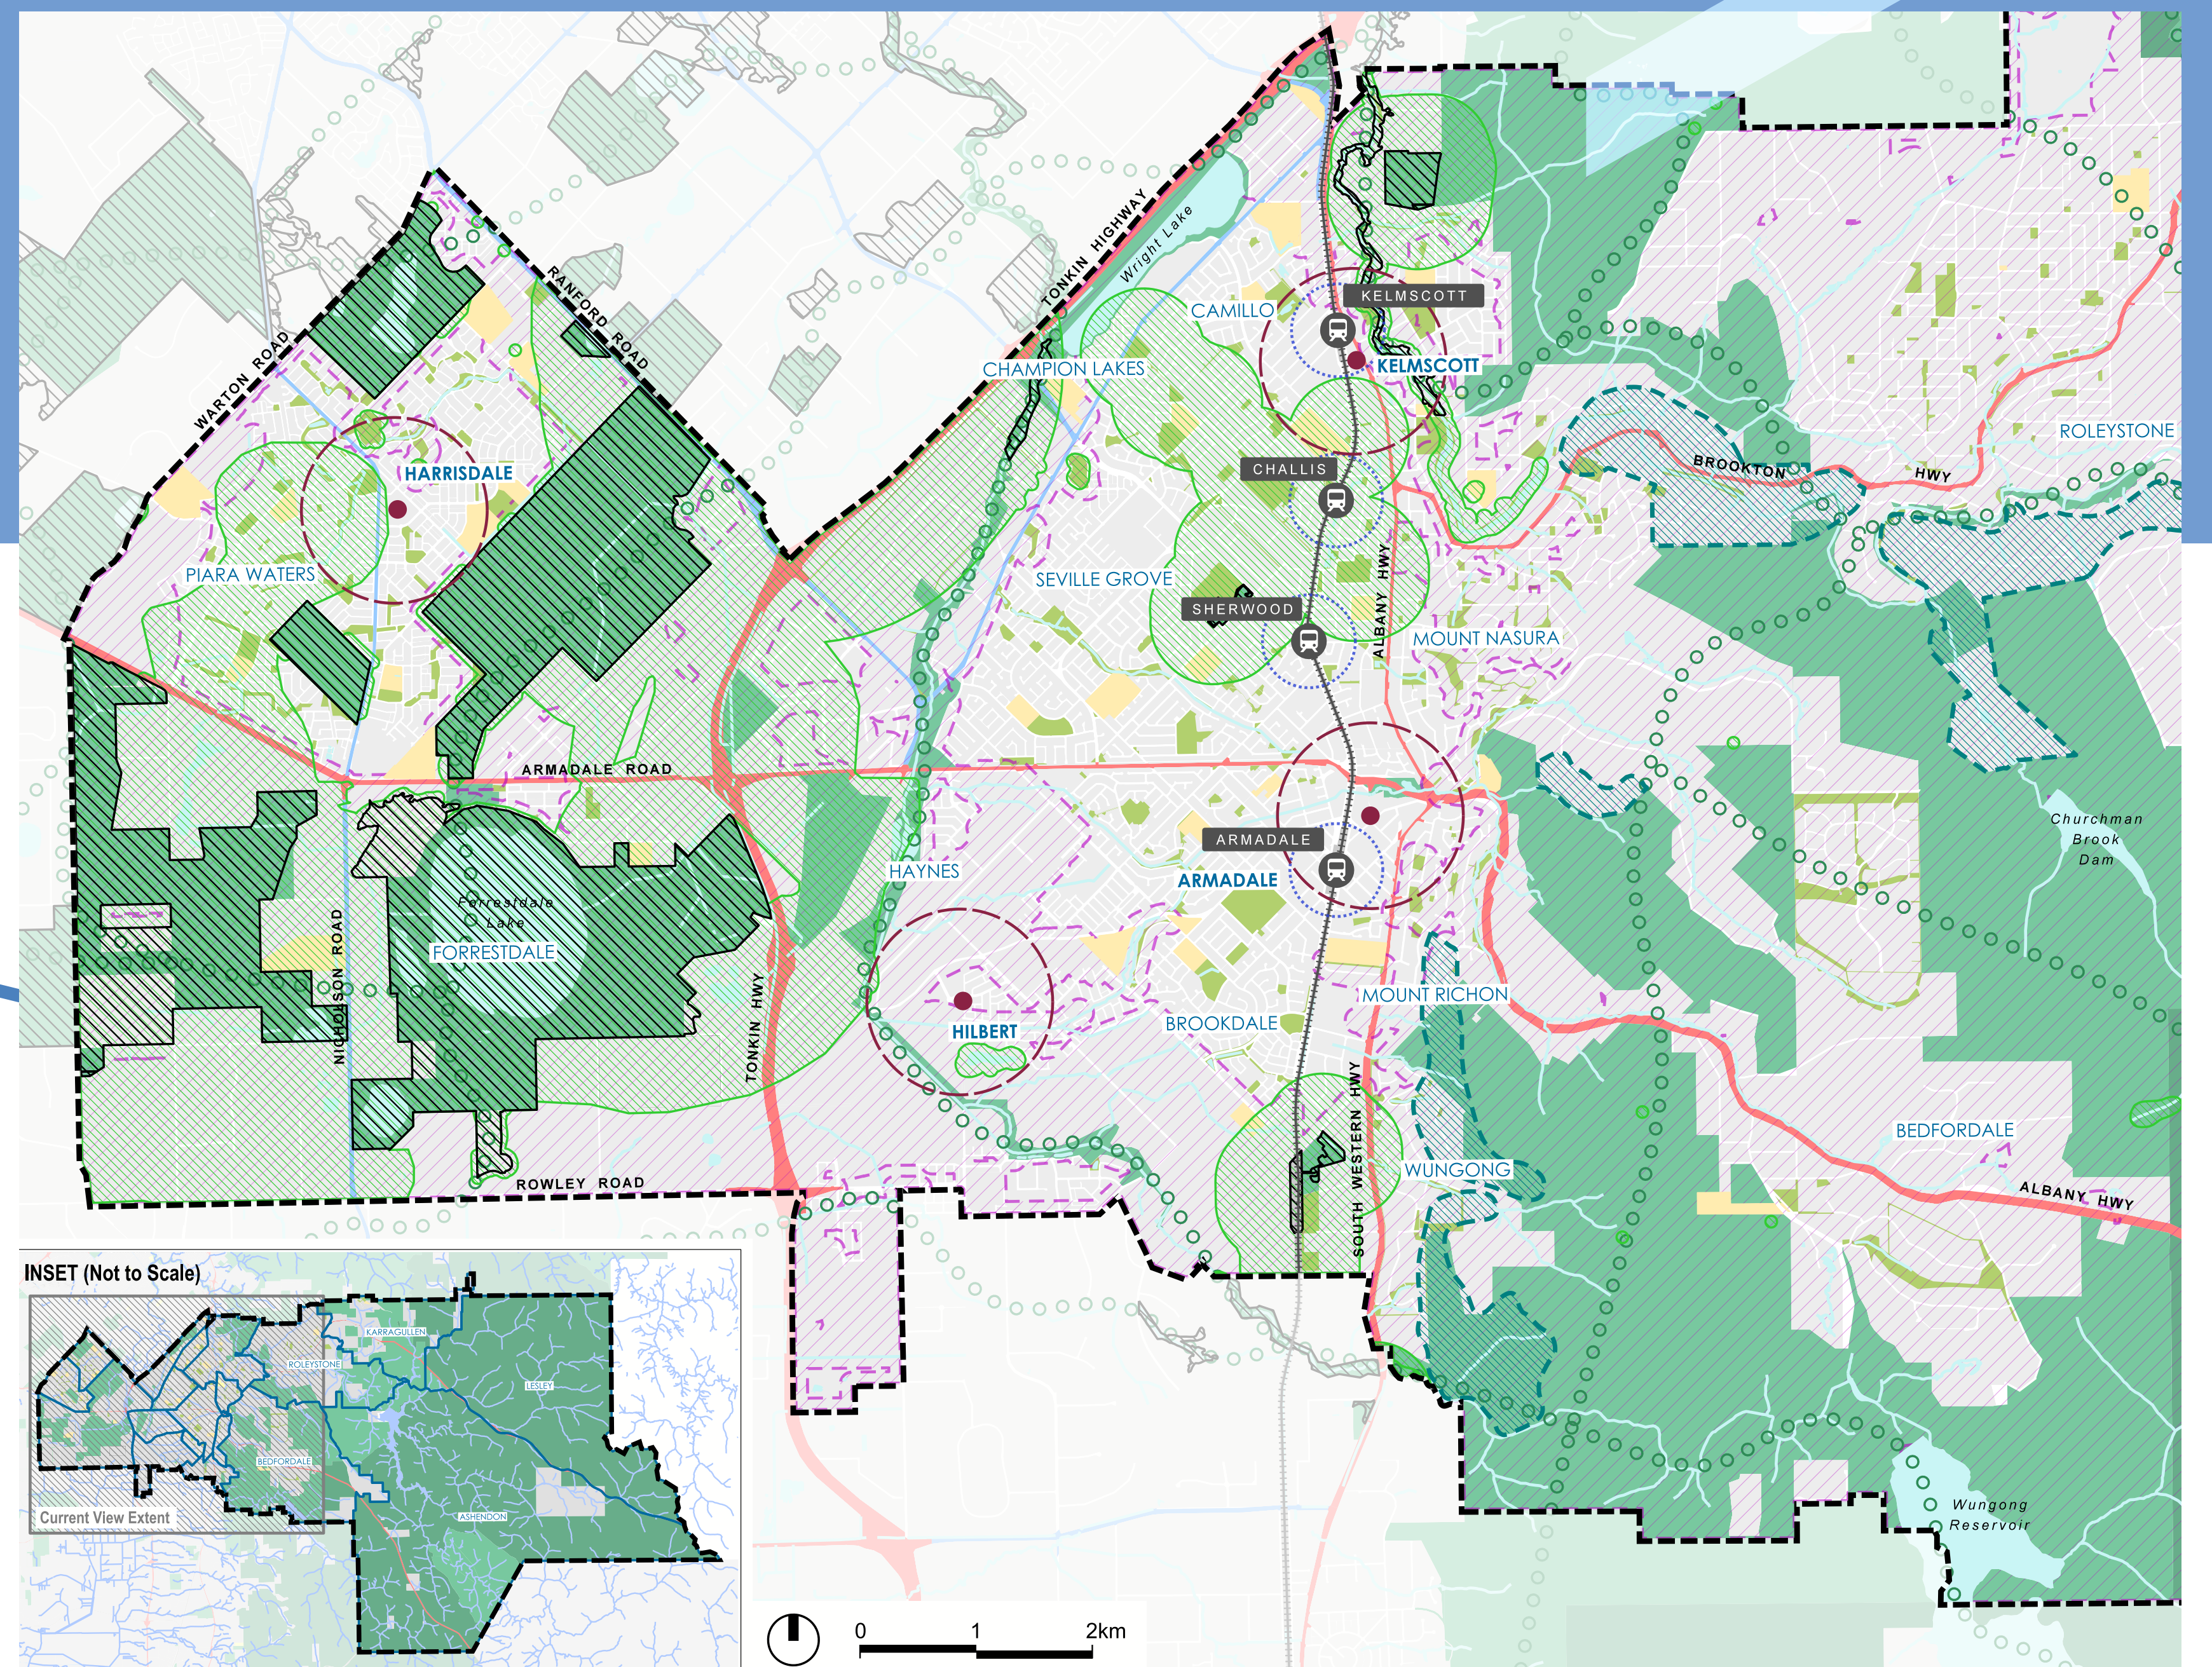 TONKIN HIGHWAY
Wright Lake
RANFORD ROAD
WARTON ROAD
CAMILLO
KELMSCOTT
KELMSCOTT
CHAMPION LAKES
HARRISDALE
CHALLIS
BROOKTON HWY
ROLEYSTONE
PIARA WATERS
SEVILLE GROVE
SHERWOOD
ALBANY HWY
MOUNT NASURA
ARMADALE ROAD
Churchman
Brook
Dam
ARMADALE
HAYNES
ARMADALE
Forrestdale
Lake
FORRESTDALE
NICHOLSON ROAD
TONKIN HWY
MOUNT RICHON
HILBERT
BROOKDALE
SOUTH WESTERN HWY
BEDFORDALE
WUNGONG
ROWLEY ROAD
ALBANY HWY
INSET (Not to Scale)
KARRAGULLEN
ROLEYSTONE
LESLEY
BEDFORDALE
ASHENDON
Current View Extent
Wungong
Reservoir
0 1 2km